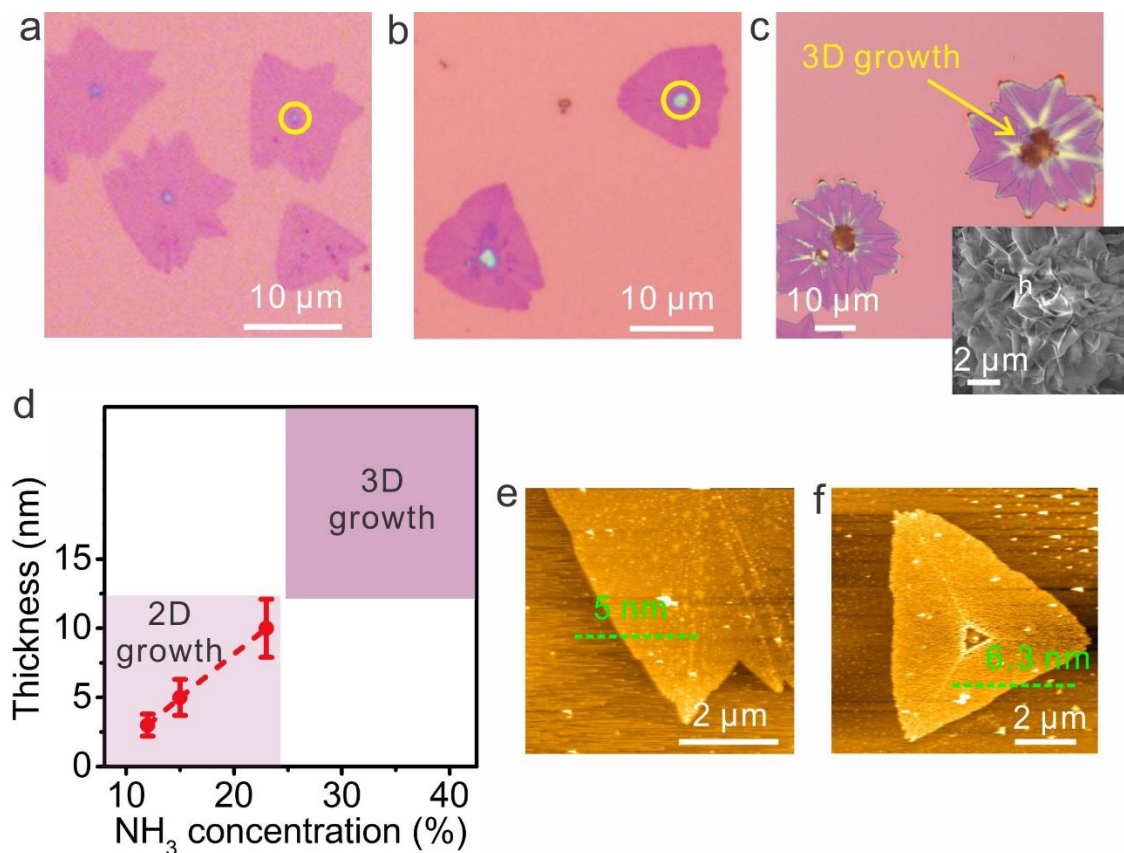 a
b
c
3D growth
10 µm
10 µm
10 µm
h
2 µm
d
Thickness (nm)
15
10
5
0
3D
growth
2D
growth
10 20 30 40
NH₃ concentration (%)
e
5 nm
2 µm
f
6.3 nm
2 µm